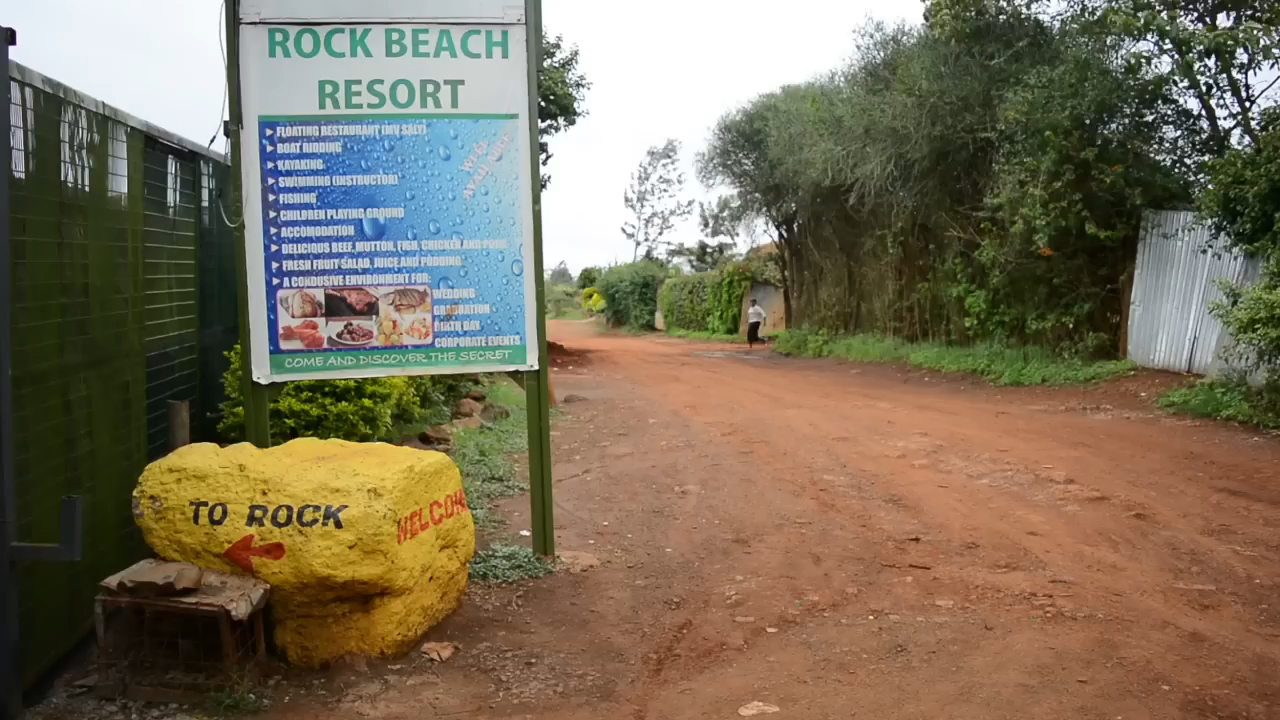 ROCK BEACH
RESORT
FLOATING RESTAURANT (MV SALY)
BOAT RIDDING
KAYAKING
SWIMMING (INSTRUCTOR)
FISHING
CHILDREN PLAYING GROUND
ACCOMODATION
DELICIOUS BEEF, MUTTON, FISH, CHICKEN AND PORK
FRESH FRUIT SALAD, JUICE AND PUDDING
A CONDUSIVE ENVIRONMENT FOR:
WEDDING
GRADUATION
BIRTH DAY
CORPORATE EVENTS
COME AND DISCOVER THE SECRET
TO ROCK
WELCOM